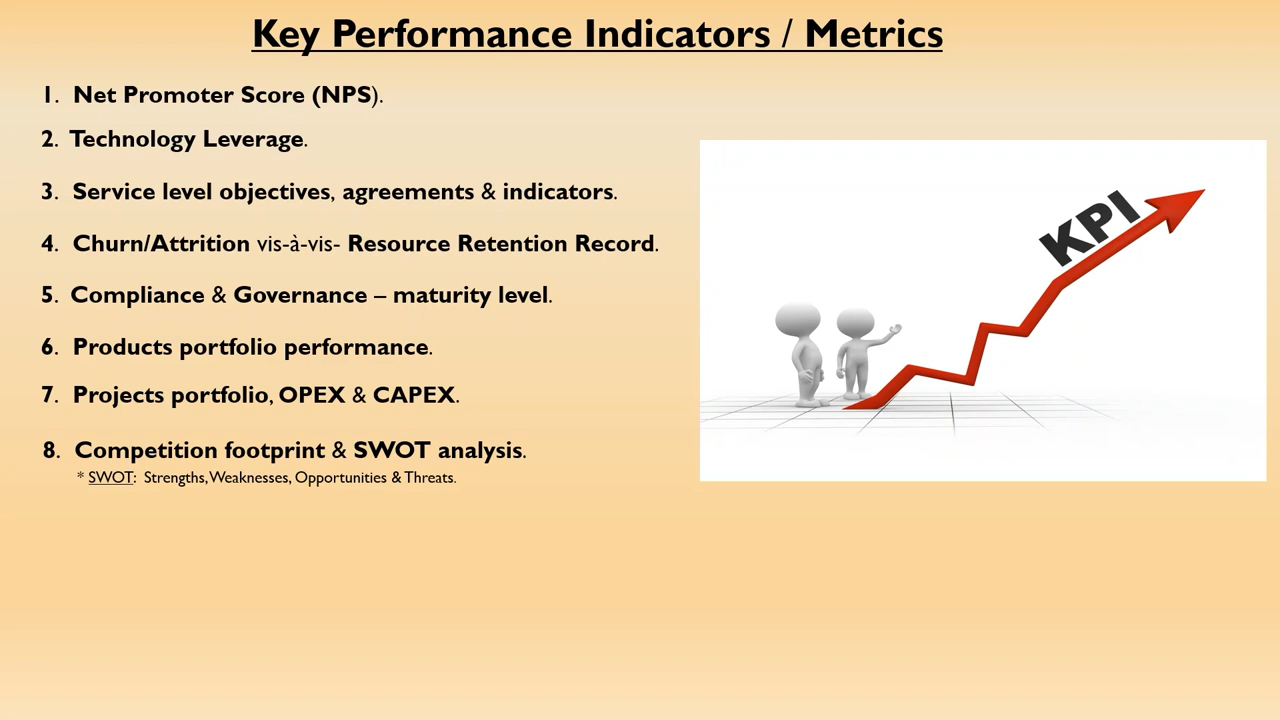 Key Performance Indicators / Metrics
1. Net Promoter Score (NPS).
2. Technology Leverage.
3. Service level objectives, agreements & indicators.
4. Churn/Attrition vis-à-vis- Resource Retention Record.
5. Compliance & Governance – maturity level.
6. Products portfolio performance.
7. Projects portfolio, OPEX & CAPEX.
8. Competition footprint & SWOT analysis.
* SWOT: Strengths, Weaknesses, Opportunities & Threats.
KPI